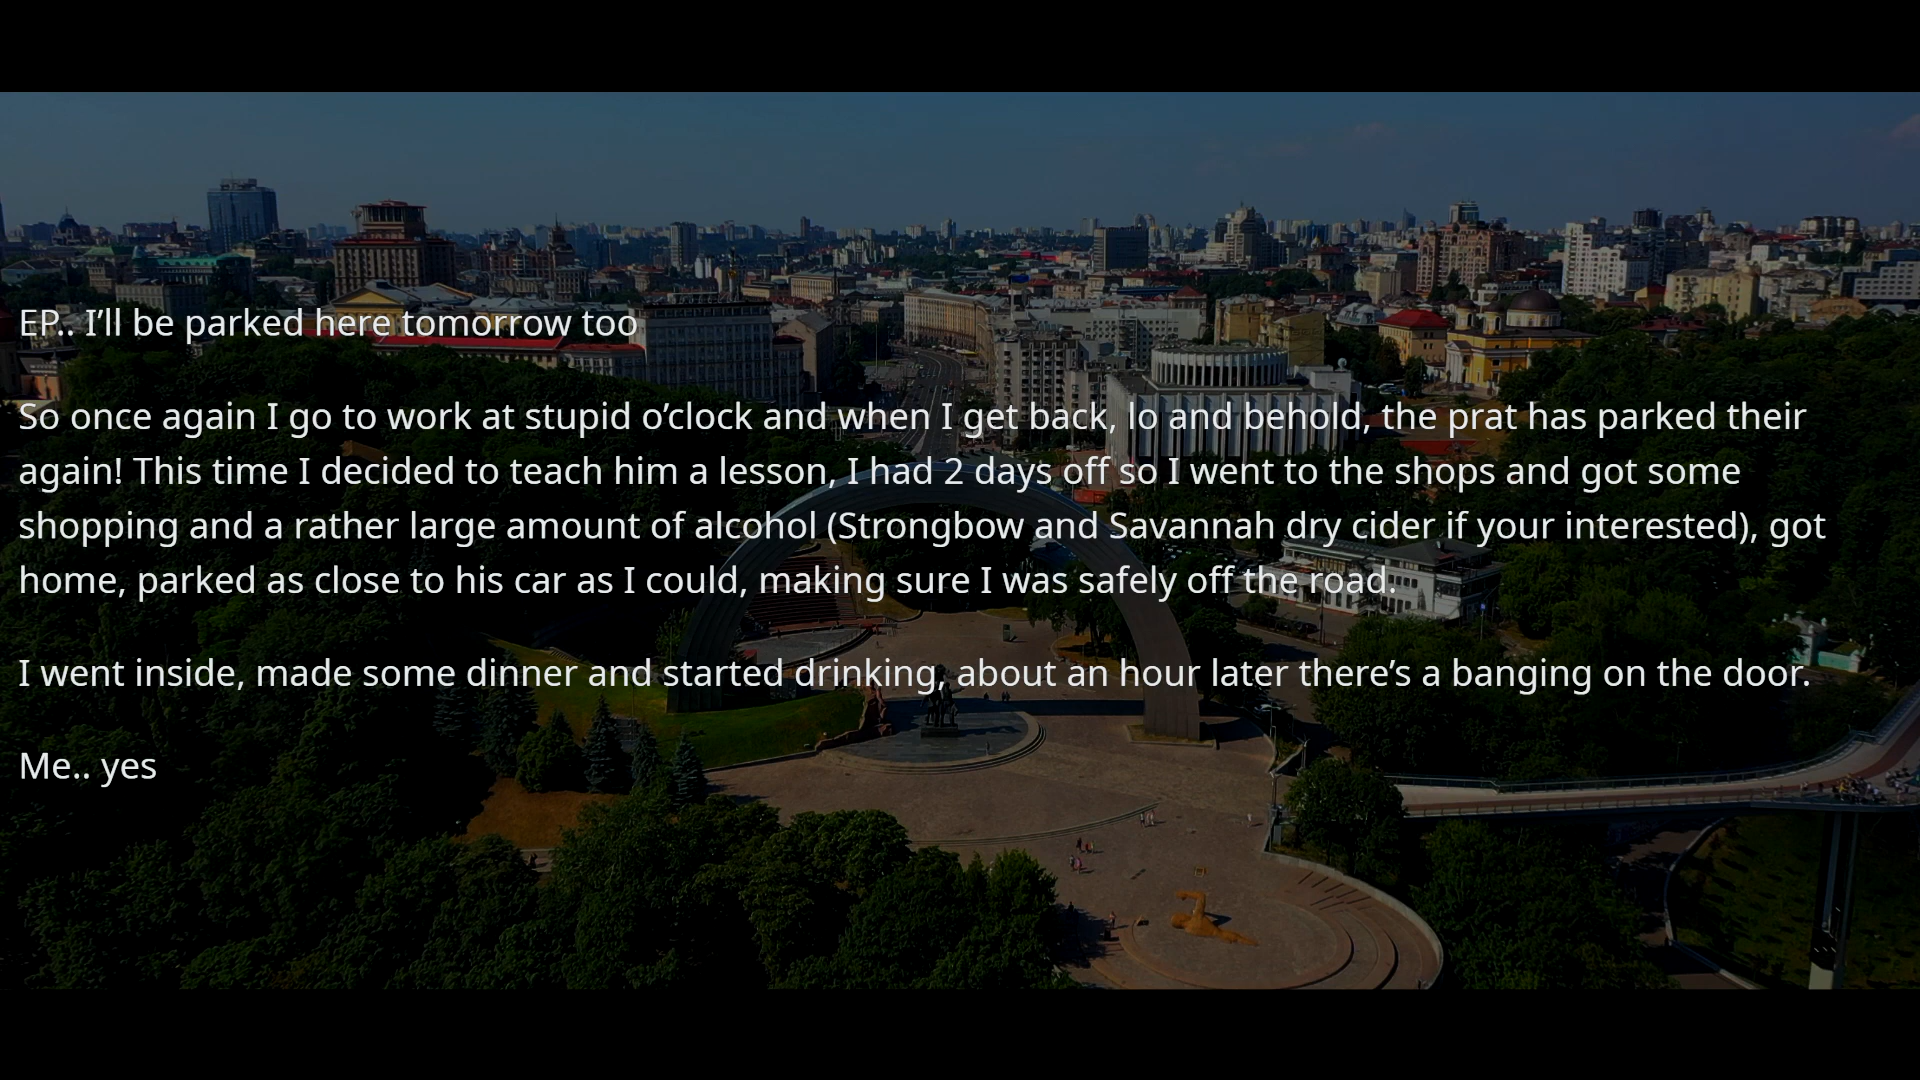 EP.. I’ll be parked here tomorrow too
So once again I go to work at stupid o’clock and when I get back, lo and behold, the prat has parked their
again! This time I decided to teach him a lesson, I had 2 days off so I went to the shops and got some
shopping and a rather large amount of alcohol (Strongbow and Savannah dry cider if your interested), got
home, parked as close to his car as I could, making sure I was safely off the road.
I went inside, made some dinner and started drinking, about an hour later there’s a banging on the door.
Me.. yes